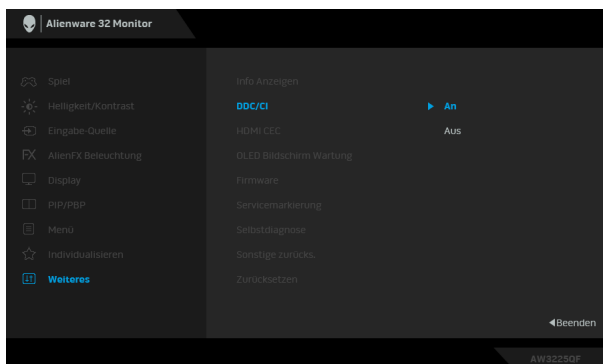 Alienware 32 Monitor
Spiel
Helligkeit/Kontrast
Eingabe-Quelle
FX AlienFX Beleuchtung
Display
PIP/PBP
Menü
Individualisieren
Weiteres
Info Anzeigen
DDC/CI
An
Aus
HDMI CEC
OLED Bildschirm Wartung
Firmware
Servicemarkierung
Selbstdiagnose
Sonstige zurücks.
Zurücksetzen
Beenden
AW3225QF